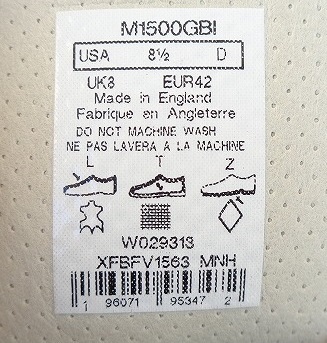 M1500GBI
USA 8½ D
UK8 EUR42
Made in England
Fabrique en Angleterre
DO NOT MACHINE WASH
NE PAS LAVERA A LA MACHINE
L T Z
W029313
XFBFV1563 MNH
1 96071 95347 2